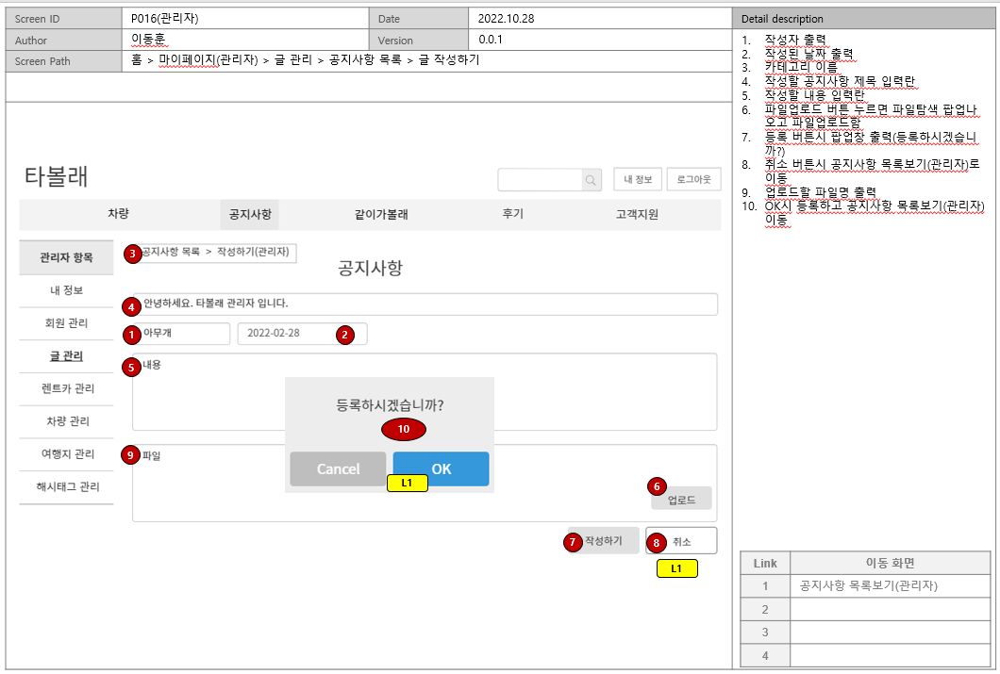 Screen ID P016(관리자) Date 2022.10.28
Author 이동훈 Version 0.0.1
Screen Path 홈 > 마이페이지(관리자) > 글 관리 > 공지사항 목록 > 글 작성하기
타볼래
내 정보 로그아웃
차량 공지사항 같이가볼래 후기 고객지원
관리자 항목
내 정보
회원 관리
글 관리
렌트카 관리
차량 관리
여행지 관리
해시태그 관리
3 공지사항 목록 > 작성하기(관리자)
공지사항
4 안녕하세요. 타볼래 관리자 입니다.
1 아무개 2022-02-28 2
5 내용
등록하시겠습니까?
10
Cancel OK
L1
9 파일
6
업로드
7 작성하기 8 취소
L1
Detail description
1. 작성자 출력
2. 작성된 날짜 출력
3. 카테고리 이름
4. 작성할 공지사항 제목 입력란
5. 작성할 내용 입력란
6. 파일업로드 버튼 누르면 파일탐색 팝업나
오고 파일업로드함
7. 등록 버튼시 팝업창 출력(등록하시겠습니
까?)
8. 취소 버튼시 공지사항 목록보기(관리자)로
이동
9. 업로드할 파일명 출력
10. OK시 등록하고 공지사항 목록보기(관리자)
이동
Link 이동 화면
1 공지사항 목록보기(관리자)
2
3
4